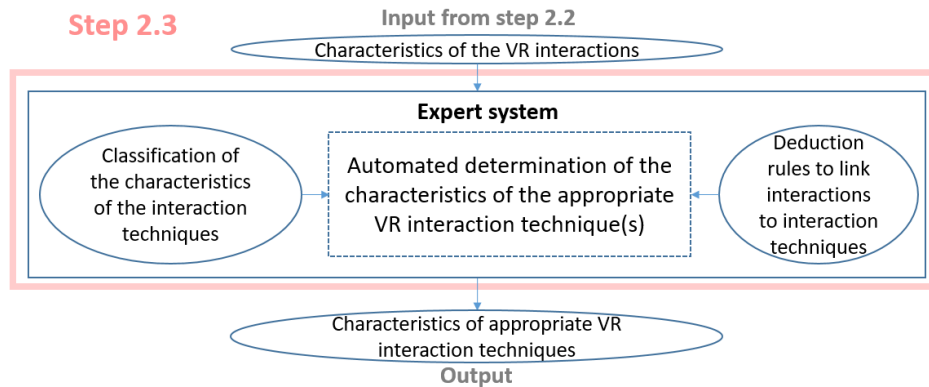 Step 2.3
Input from step 2.2
Characteristics of the VR interactions
Expert system
Classification of
the characteristics
of the interaction
techniques
Automated determination of the
characteristics of the appropriate
VR interaction technique(s)
Deduction
rules to link
interactions
to interaction
techniques
Characteristics of appropriate VR
interaction techniques
Output